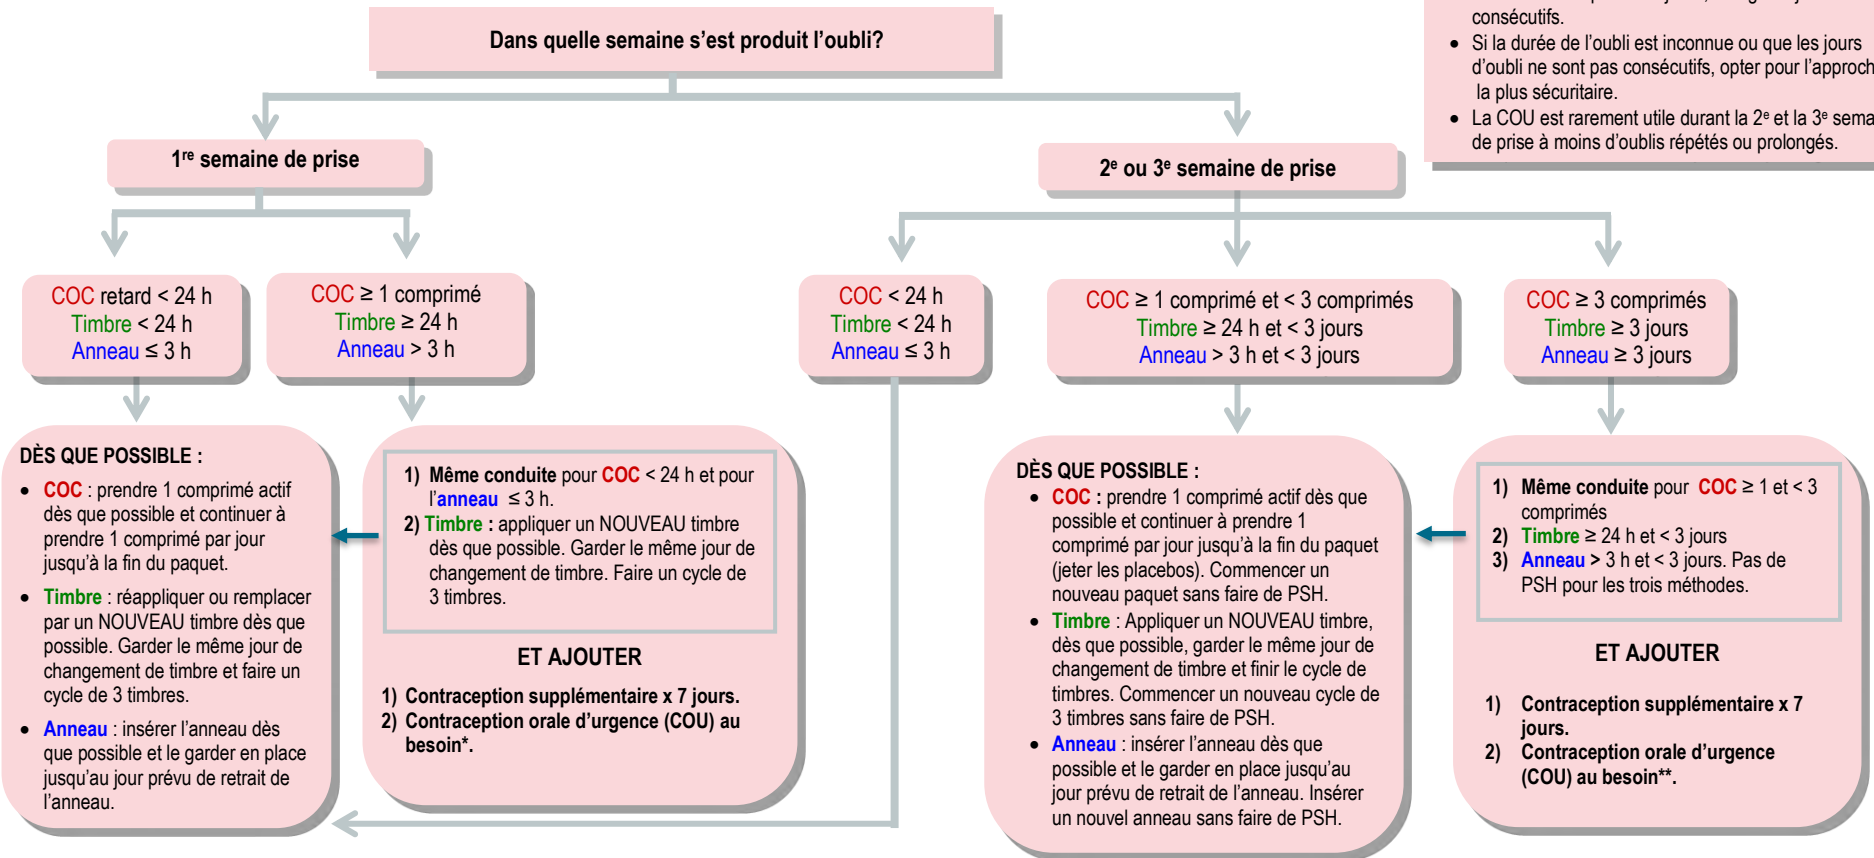 Dans quelle semaine s'est produit l'oubli?
consécutifs.
• Si la durée de l'oubli est inconnue ou que les jours
d'oubli ne sont pas consécutifs, opter pour l'approch
la plus sécuritaire.
• La COU est rarement utile durant la 2e et la 3e sema
de prise à moins d'oublis répétés ou prolongés.
1re semaine de prise
2e ou 3e semaine de prise
COC retard < 24 h
Timbre < 24 h
Anneau ≤ 3 h
COC ≥ 1 comprimé
Timbre ≥ 24 h
Anneau > 3 h
COC < 24 h
Timbre < 24 h
Anneau ≤ 3 h
COC ≥ 1 comprimé et < 3 comprimés
Timbre ≥ 24 h et < 3 jours
Anneau > 3 h et < 3 jours
COC ≥ 3 comprimés
Timbre ≥ 3 jours
Anneau ≥ 3 jours
DÈS QUE POSSIBLE :
• COC : prendre 1 comprimé actif
dès que possible et continuer à
prendre 1 comprimé par jour
jusqu'à la fin du paquet.
• Timbre : réappliquer ou remplacer
par un NOUVEAU timbre dès que
possible. Garder le même jour de
changement de timbre et faire un
cycle de 3 timbres.
• Anneau : insérer l'anneau dès
que possible et le garder en place
jusqu'au jour prévu de retrait de
l'anneau.
1) Même conduite pour COC < 24 h et pour
l'anneau ≤ 3 h.
2) Timbre : appliquer un NOUVEAU timbre
dès que possible. Garder le même jour de
changement de timbre. Faire un cycle de
3 timbres.
ET AJOUTER
1) Contraception supplémentaire x 7 jours.
2) Contraception orale d'urgence (COU) au
besoin*.
DÈS QUE POSSIBLE :
• COC : prendre 1 comprimé actif dès que
possible et continuer à prendre 1
comprimé par jour jusqu'à la fin du paquet
(jeter les placebos). Commencer un
nouveau paquet sans faire de PSH.
• Timbre : Appliquer un NOUVEAU timbre,
dès que possible, garder le même jour de
changement de timbre et finir le cycle de
timbres. Commencer un nouveau cycle de
3 timbres sans faire de PSH.
• Anneau : insérer l'anneau dès que
possible et le garder en place jusqu'au
jour prévu de retrait de l'anneau. Insérer
un nouvel anneau sans faire de PSH.
1) Même conduite pour COC ≥ 1 et < 3
comprimés
2) Timbre ≥ 24 h et < 3 jours
3) Anneau > 3 h et < 3 jours. Pas de
PSH pour les trois méthodes.
ET AJOUTER
1) Contraception supplémentaire x 7
jours.
2) Contraception orale d'urgence
(COU) au besoin**.